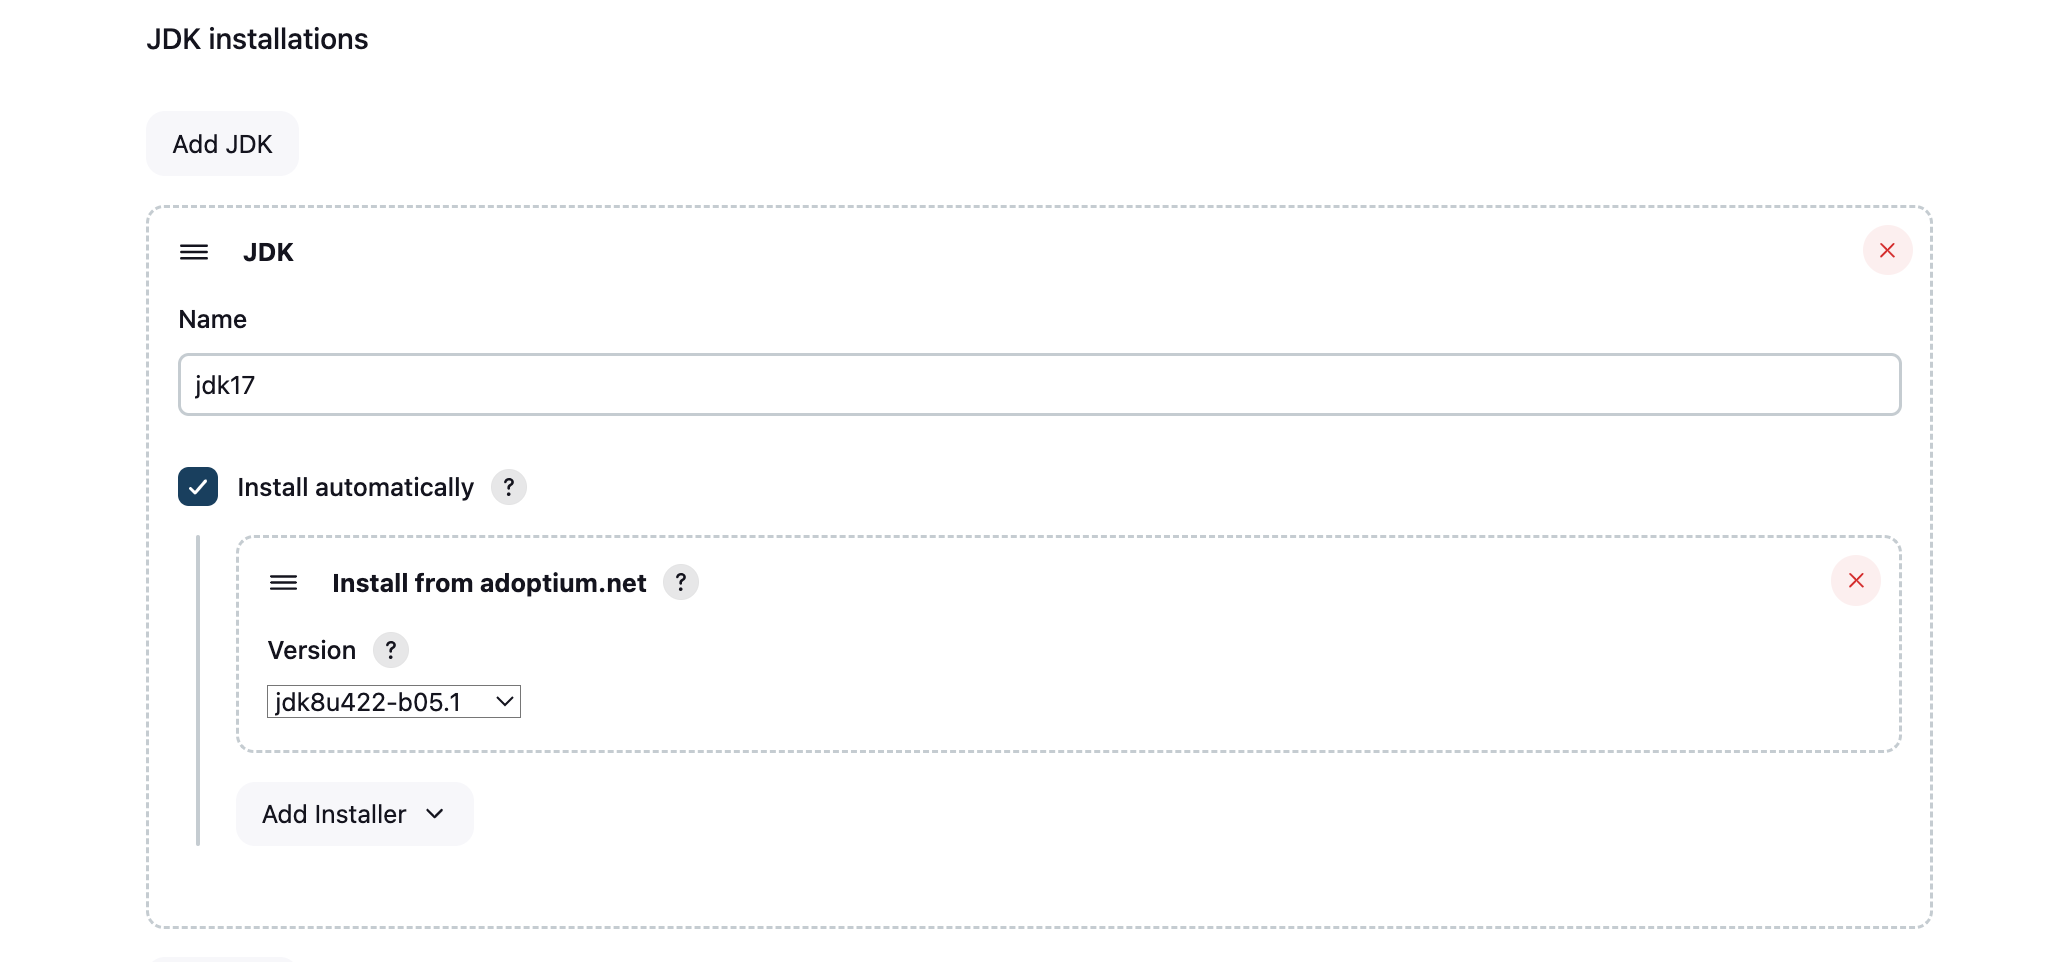 JDK installations
Add JDK
JDK
Name
jdk17
Install automatically ?
Install from adoptium.net ?
Version ?
jdk8u422-b05.1
Add Installer